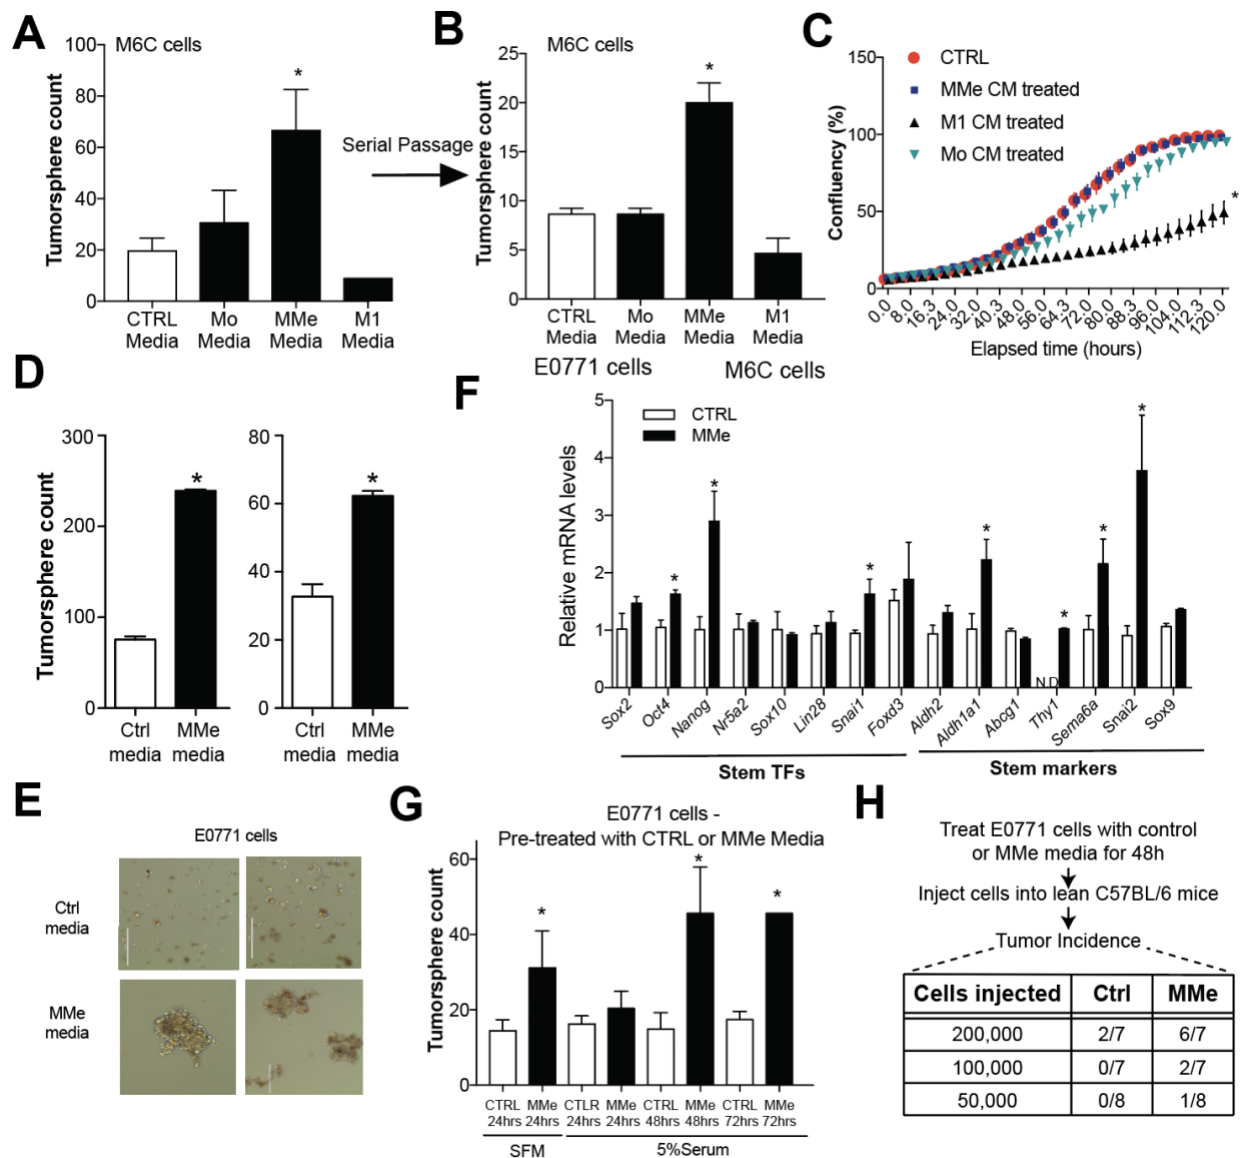 A
M6C cells
Tumorsphere count
100
80
60
40
20
0
*
CTRL Media
Mo Media
MMe Media
M1 Media
Serial Passage
B
M6C cells
Tumorsphere count
25
20
15
10
5
0
*
CTRL Media
Mo Media
MMe Media
M1 Media
C
CTRL
MMe CM treated
M1 CM treated
Mo CM treated
Confluency (%)
150
100
50
0
*
0.0 8.0 16.3 24.3 32.0 40.3 48.0 56.0 64.3 72.0 80.0 88.3 96.0 104.0 112.3 120.0
Elapsed time (hours)
D
E0771 cells
M6C cells
Tumorsphere count
300
200
100
0
*
Ctrl media
MMe media
80
60
40
20
0
*
Ctrl media
MMe media
F
CTRL
MMe
Relative mRNA levels
5
4
3
2
1
0
* * * * N.D * * *
Sox2 Oct4 Nanog Nr5a2 Sox10 Lin28 Snai1 Foxd3 Aldh2 Aldh1a1 Abcg1 Thy1 Sema6a Snai2 Sox9
Stem TFs
Stem markers
E
E0771 cells
Ctrl media
MMe media
G
E0771 cells -
Pre-treated with CTRL or MMe Media
Tumorsphere count
60
40
20
0
* * *
CTRL MMe CTLR MMe CTRL MMe CTRL MMe
24hrs 24hrs 24hrs 24hrs 48hrs 48hrs 72hrs 72hrs
SFM
5%Serum
H
Treat E0771 cells with control
or MMe media for 48h
Inject cells into lean C57BL/6 mice
Tumor Incidence
Cells injected Ctrl MMe
200,000 2/7 6/7
100,000 0/7 2/7
50,000 0/8 1/8